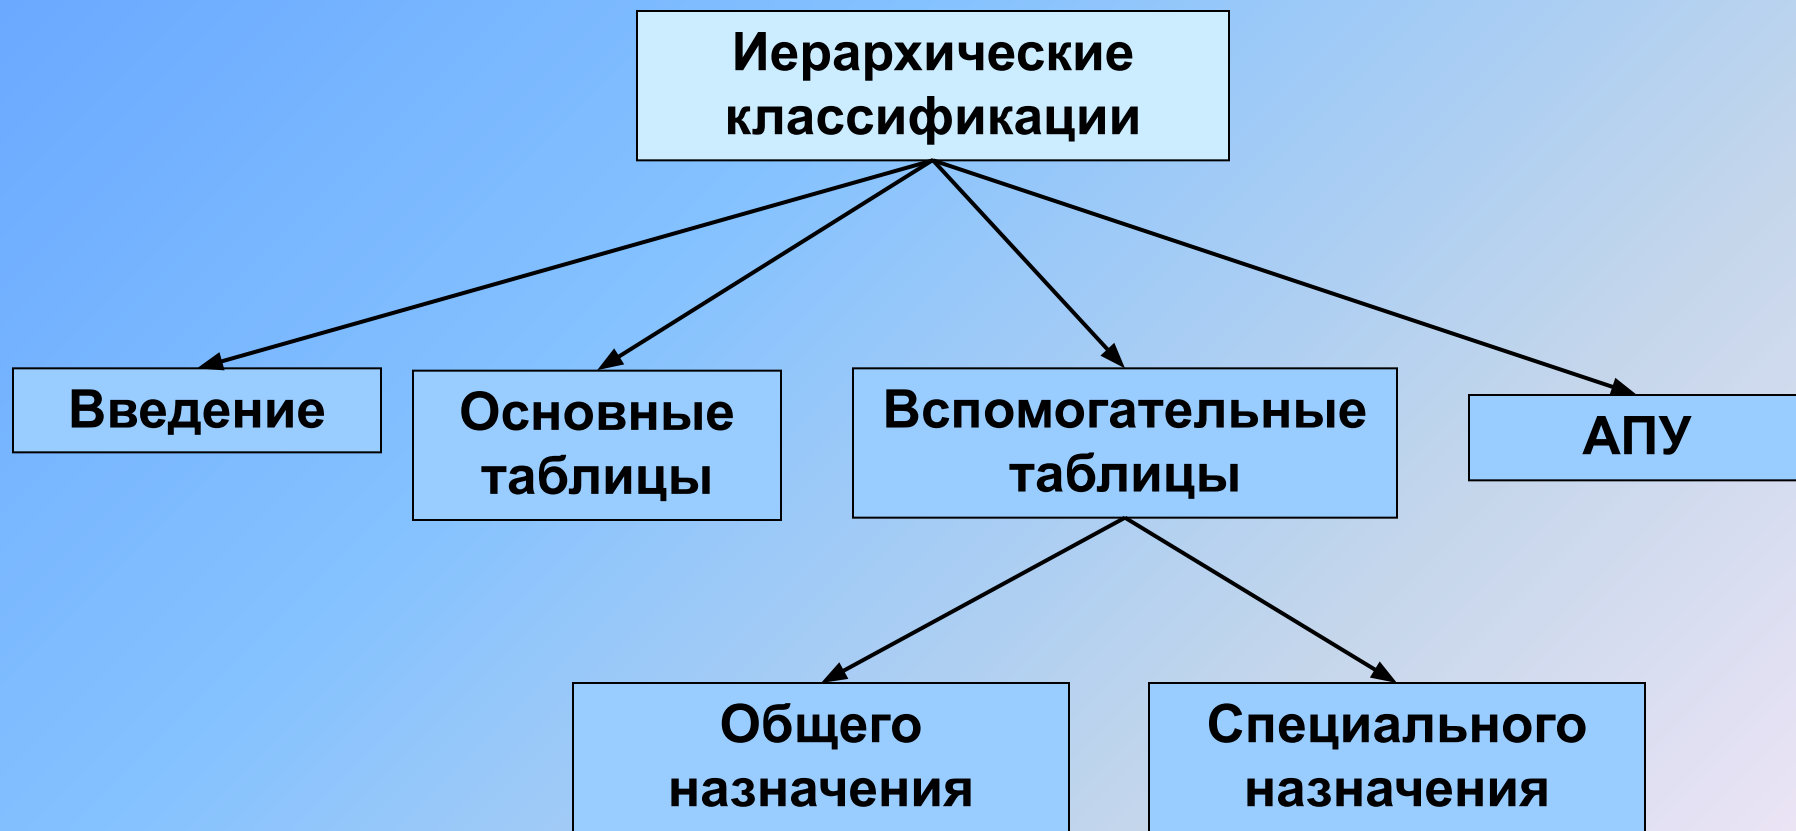 Иерархические
классификации
Введение
Основные
таблицы
Вспомогательные
таблицы
АПУ
Общего
назначения
Специального
назначения